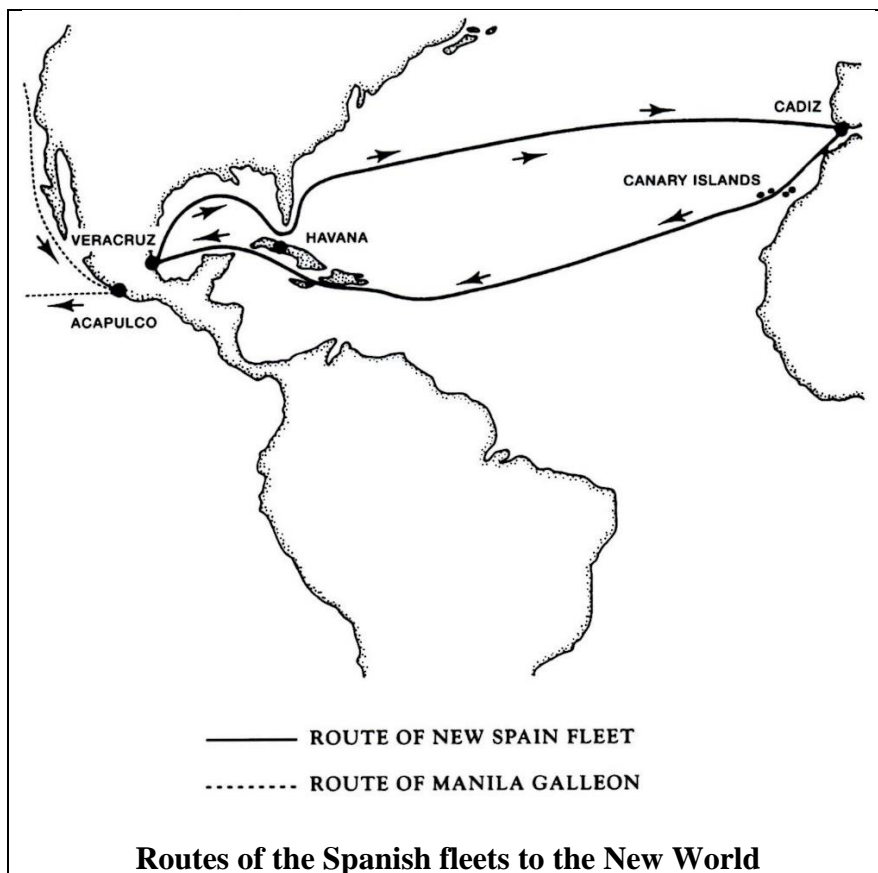 CADIZ
CANARY ISLANDS
VERACRUZ
HAVANA
ACAPULCO
ROUTE OF NEW SPAIN FLEET
ROUTE OF MANILA GALLEON
Routes of the Spanish fleets to the New World